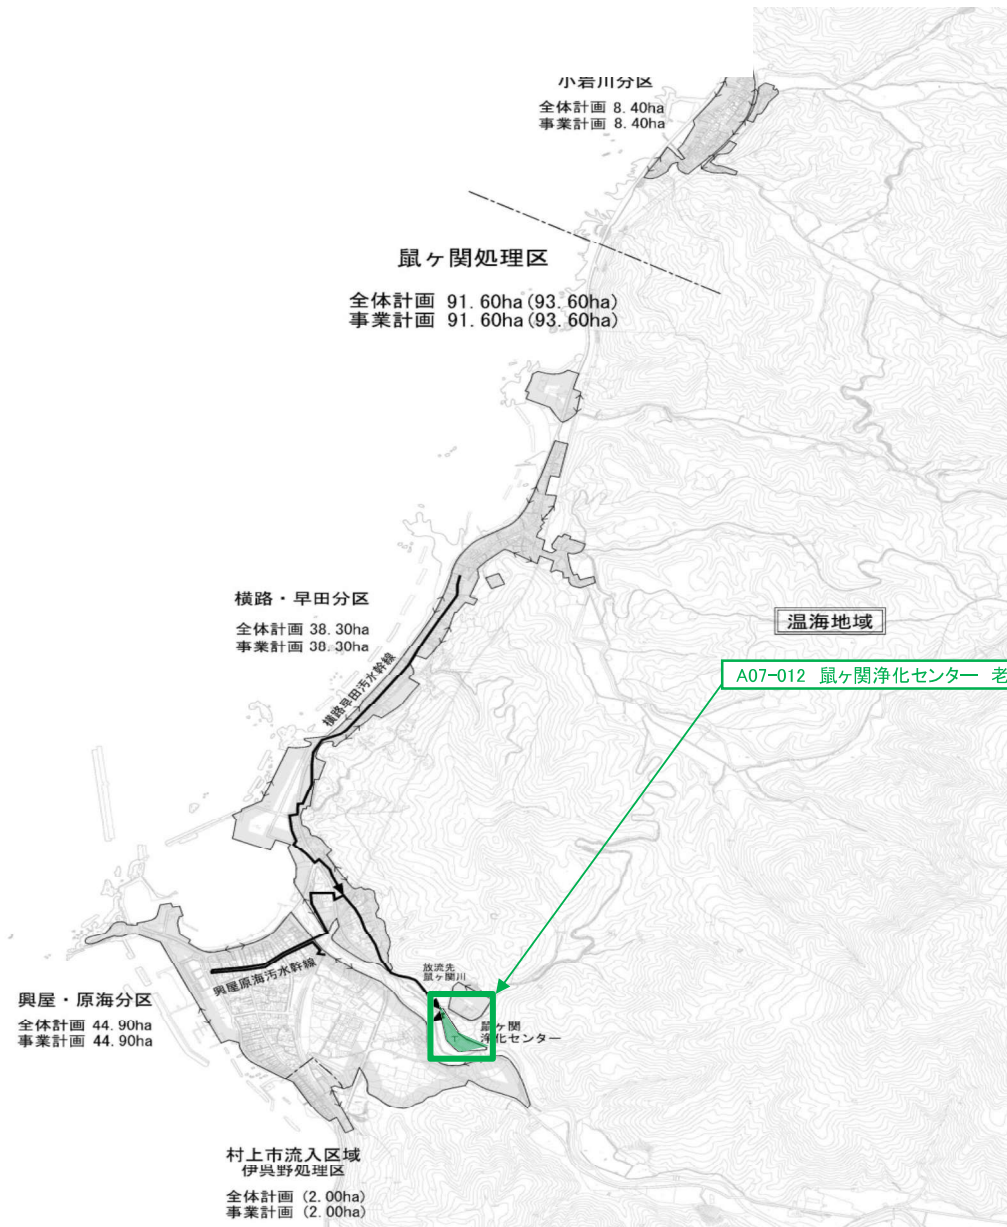 小岩川分区
全体計画 8.40ha
事業計画 8.40ha
鼠ヶ関処理区
全体計画 91.60ha(93.60ha)
事業計画 91.60ha(93.60ha)
横路・早田分区
全体計画 38.30ha
事業計画 38.30ha
横路早田汚水幹線
温海地域
A07-012 鼠ヶ関浄化センター 老
放流先
鼠ヶ関川
鼠ヶ関
浄化センター
興屋原海汚水幹線
興屋・原海分区
全体計画 44.90ha
事業計画 44.90ha
村上市流入区域
伊呉野処理区
全体計画 (2.00ha)
事業計画 (2.00ha)